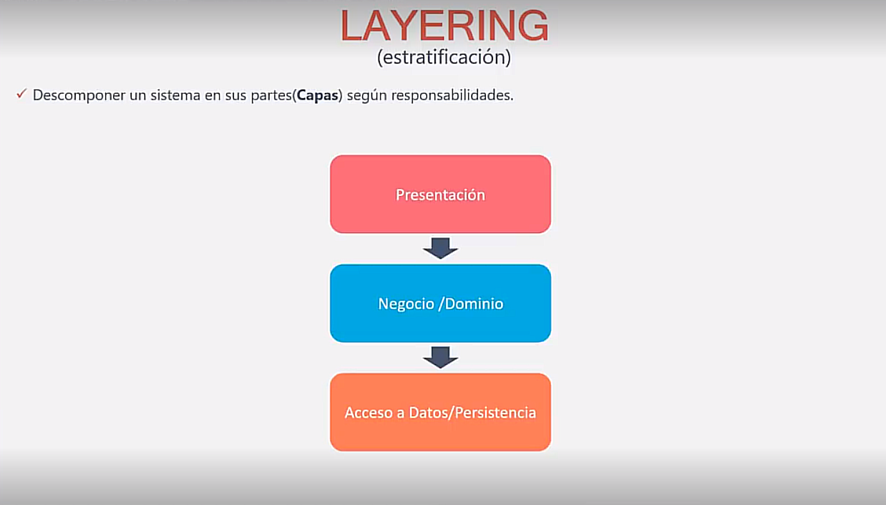 LAYERING
(estratificación)
✓ Descomponer un sistema en sus partes(Capas) según responsabilidades.
Presentación
Negocio /Dominio
Acceso a Datos/Persistencia